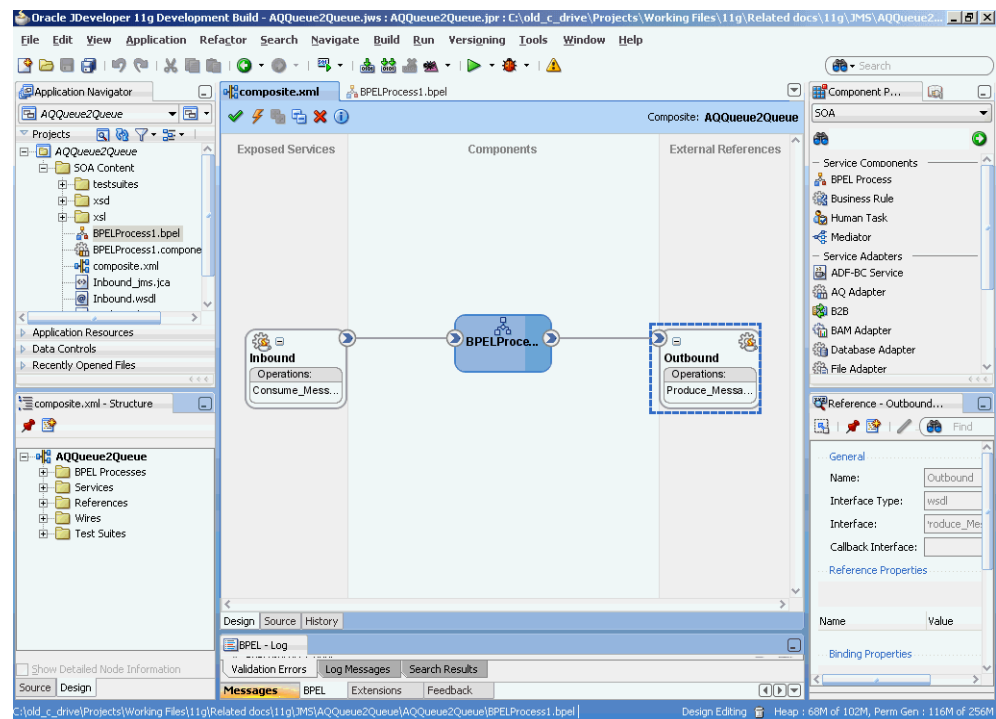 Oracle JDeveloper 11g Development Build - AQQueue2Queue.jws : AQQueue2Queue.jpr : C:\old_c_drive\Projects\Working Files\11g\Related docs\11g\JMS\AQQueue2...
File Edit View Application Refactor Search Navigate Build Run Versioning Tools Window Help
Search
Application Navigator
AQQueue2Queue
Projects
AQQueue2Queue
SOA Content
testsuites
xsd
xsl
BPELProcess1.bpel
BPELProcess1.compone
composite.xml
Inbound_jms.jca
Inbound.wsdl
Application Resources
Data Controls
Recently Opened Files
composite.xml - Structure
AQQueue2Queue
BPEL Processes
Services
References
Wires
Test Suites
Show Detailed Node Information
Source Design
composite.xml BPELProcess1.bpel
Composite: AQQueue2Queue
Exposed Services Components External References
Inbound
Operations:
Consume_Mess...
BPELProce...
Outbound
Operations:
Produce_Messa...
Design Source History
BPEL - Log
Validation Errors Log Messages Search Results
Messages BPEL Extensions Feedback
Component P...
SOA
Service Components
BPEL Process
Business Rule
Human Task
Mediator
Service Adapters
ADF-BC Service
AQ Adapter
B2B
BAM Adapter
Database Adapter
File Adapter
Reference - Outboun...
Find
General
Name: Outbound
Interface Type: wsdl
Interface: roduce_Me
Callback Interface:
Reference Properties
Name Value
Binding Properties
C:\old_c_drive\Projects\Working Files\11g\Related docs\11g\JMS\AQQueue2Queue\AQQueue2Queue\BPELProcess1.bpel
Design Editing Heap : 68M of 102M, Perm Gen : 116M of 256M